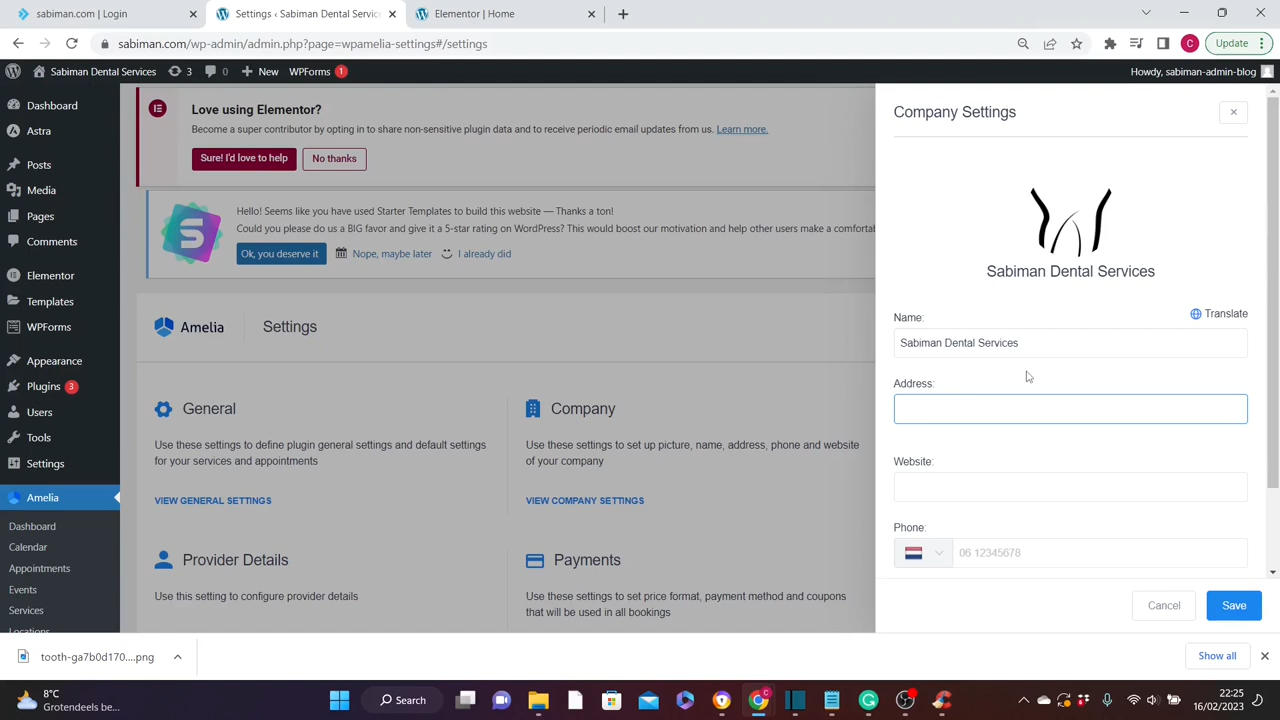 sabiman.com | Login
Settings ‹ Sabiman Dental Service
Elementor | Home
sabiman.com/wp-admin/admin.php?page=wpamelia-settings#/settings
C
Update
Sabiman Dental Services
3
0
New
WPForms
1
Howdy, sabiman-admin-blog
Dashboard
Astra
Posts
Media
Pages
Comments
Elementor
Templates
WPForms
Appearance
Plugins
3
Users
Tools
Settings
Amelia
Dashboard
Calendar
Appointments
Events
Services
Locations
Love using Elementor?
Become a super contributor by opting in to share non-sensitive plugin data and to receive periodic email updates from us. Learn more.
Sure! I'd love to help
No thanks
Hello! Seems like you have used Starter Templates to build this website — Thanks a ton!
Could you please do us a BIG favor and give it a 5-star rating on WordPress? This would boost our motivation and help other users make a comfortab
Ok, you deserve it
Nope, maybe later
I already did
Amelia
Settings
General
Use these settings to define plugin general settings and default settings
for your services and appointments
VIEW GENERAL SETTINGS
Company
Use these settings to set up picture, name, address, phone and website
of your company
VIEW COMPANY SETTINGS
Provider Details
Use this setting to configure provider details
Payments
Use these settings to set price format, payment method and coupons
that will be used in all bookings
Company Settings
Sabiman Dental Services
Name:
Translate
Sabiman Dental Services
Address:
Website:
Phone:
06 12345678
Cancel
Save
tooth-ga7b0d170....png
Show all
8°C
Grotendeels be...
Search
22:25
16/02/2023